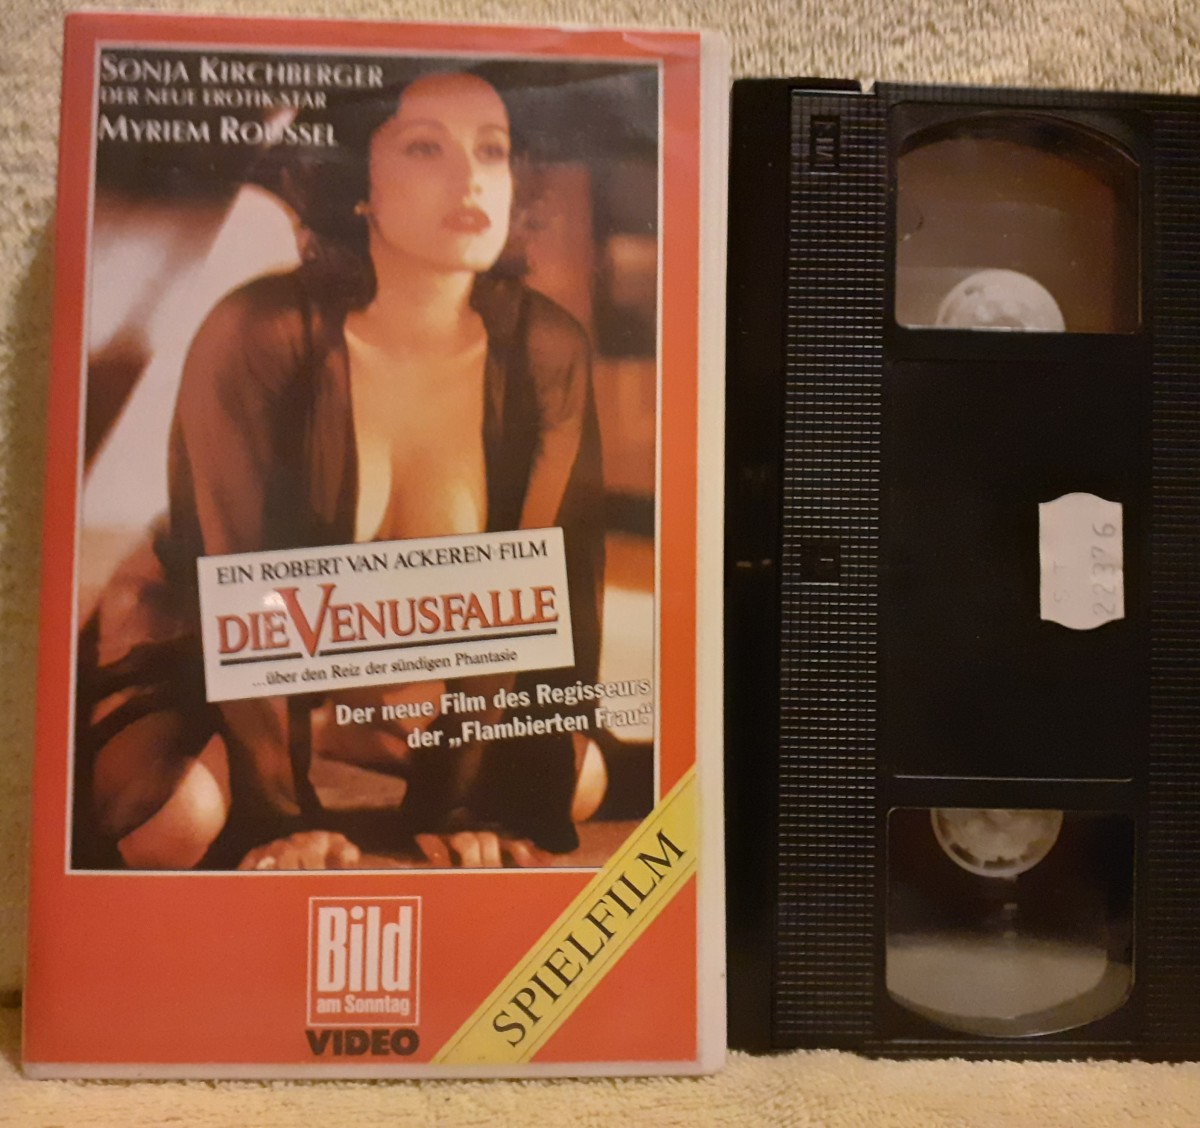 SONJA KIRCHBERGER
DER NEUE EROTIK-STAR
MYRIEM ROUSSEL
EIN ROBERT VAN ACKEREN-FILM
DIE VENUSFALLE
...über den Reiz der sündigen Phantasie
Der neue Film des Regisseurs
der „Flambierten Frau“
SPIELFILM
Bild
am Sonntag
VIDEO
22376